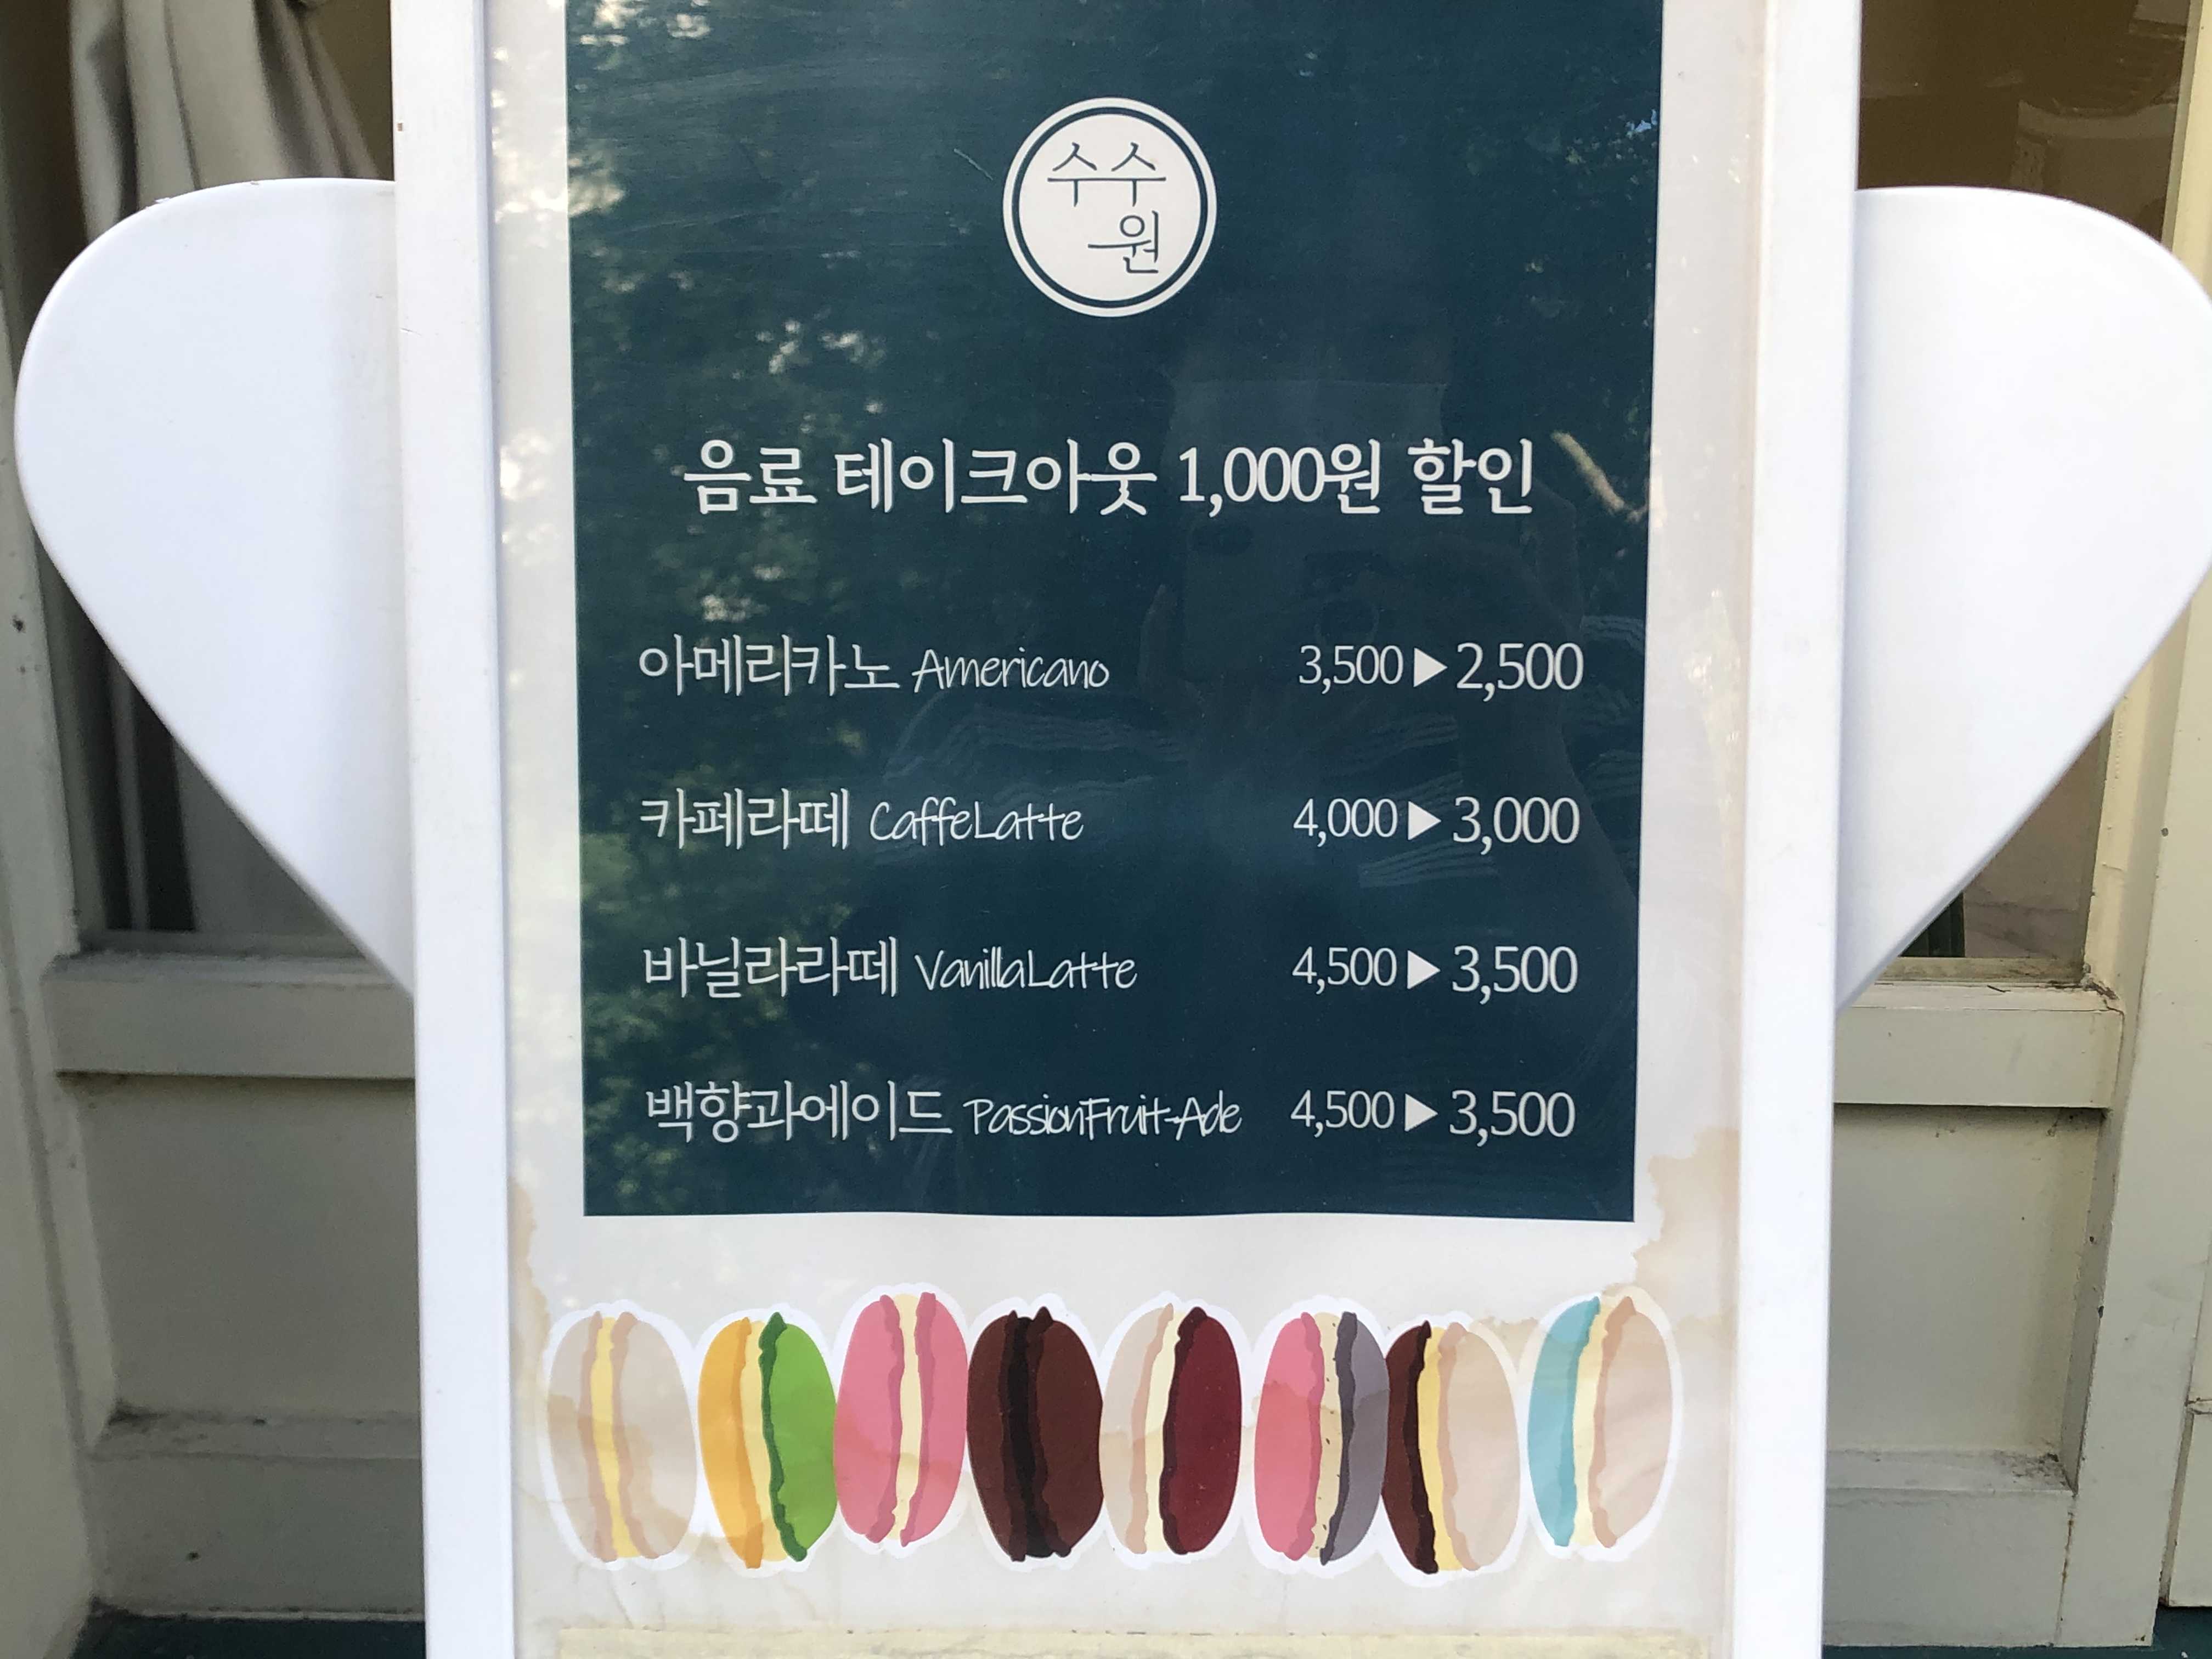 수수
원
음료 테이크아웃 1,000원 할인
아메리카노 Americano 3,500▶2,500
카페라떼 CaffeLatte 4,000▶3,000
바닐라라떼 VanillaLatte 4,500▶3,500
백향과에이드 PassionFruit-Ade 4,500▶3,500